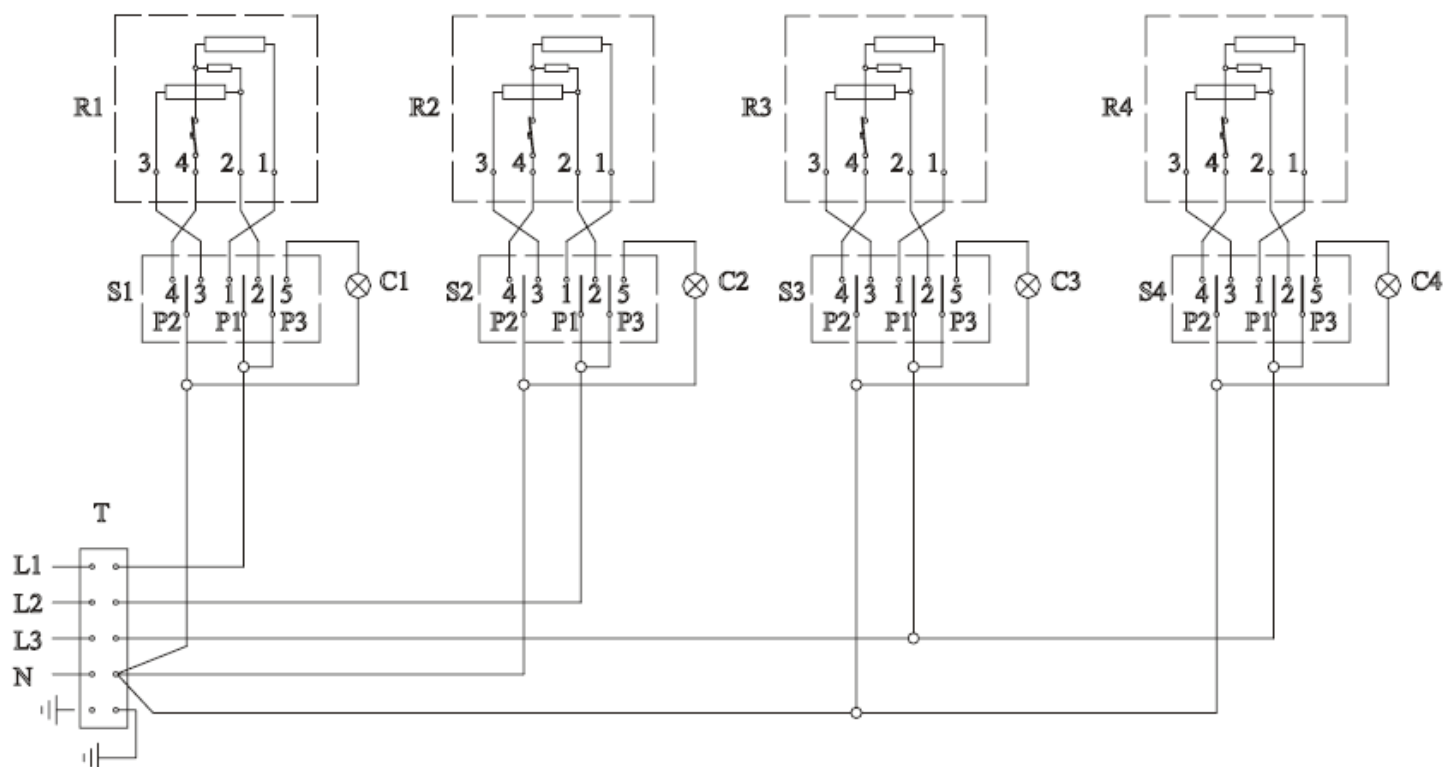 R1 3 4 2 1
R2 3 4 2 1
R3 3 4 2 1
R4 3 4 2 1
S1 4 3 1 2 5 C1
P2 P1 P3
S2 4 3 1 2 5 C2
P2 P1 P3
S3 4 3 1 2 5 C3
P2 P1 P3
S4 4 3 1 2 5 C4
P2 P1 P3
T
L1
L2
L3
N